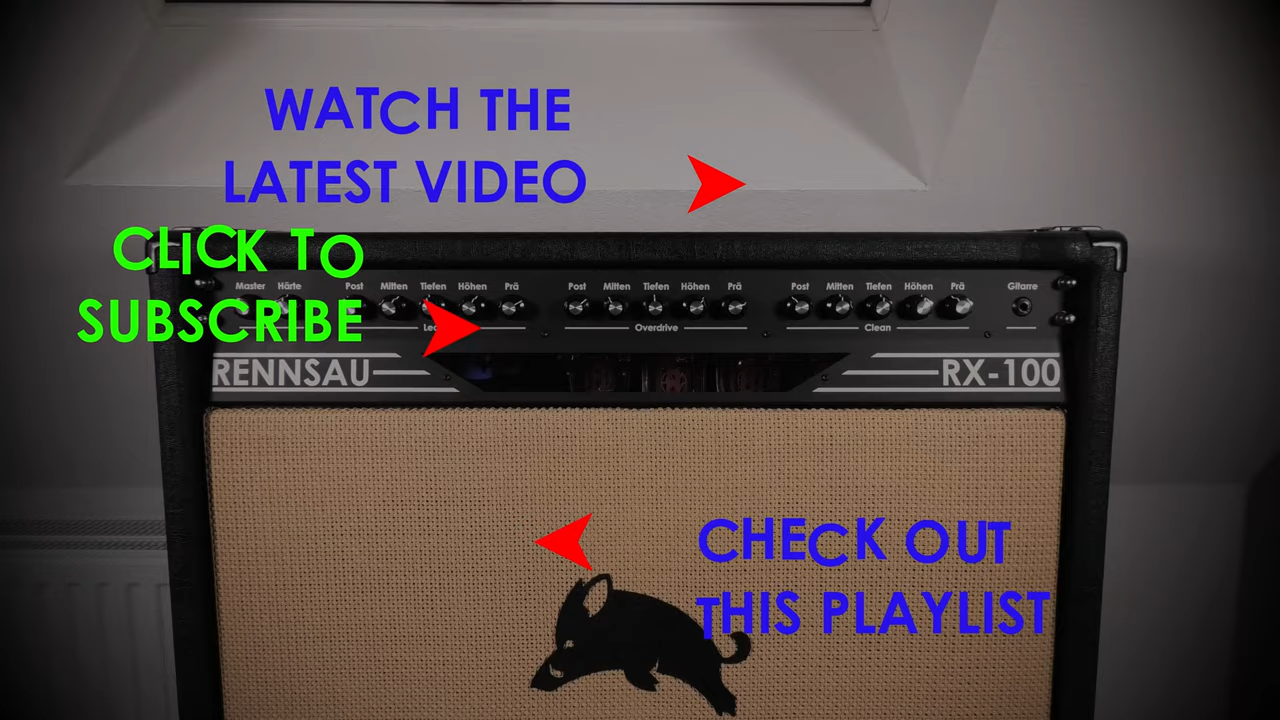 WATCH THE
LATEST VIDEO
CLICK TO
SUBSCRIBE
Master Härte Post Mitten Tiefen Höhen Prä Post Mitten Tiefen Höhen Prä Post Mitten Tiefen Höhen Prä Gitarre
Overdrive Clean
RENNSAU RX-100
CHECK OUT
THIS PLAYLIST